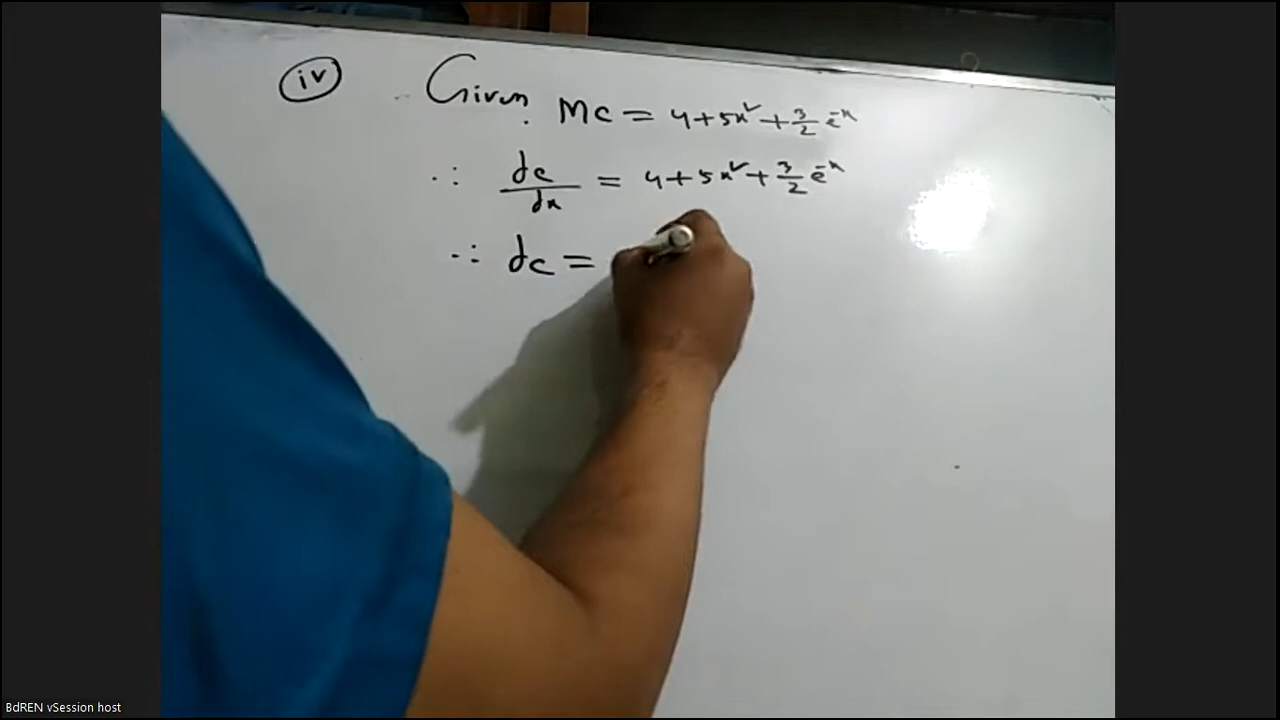 (iv) Given MC = 4+5x²+3/2 e⁻ˣ
∴ dc/dx = 4+5x²+3/2 e⁻ˣ
∴ dc =
BdREN vSession host